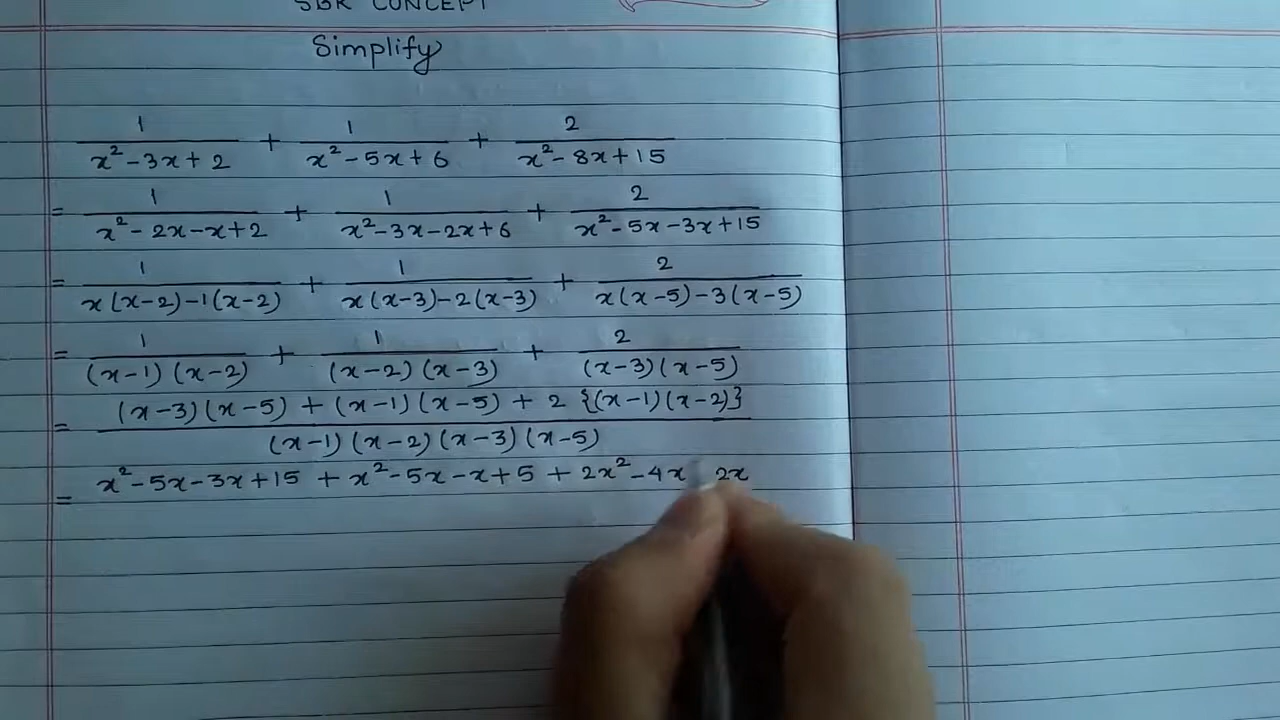 SBR CONCEPT
Simplify
1/(x²-3x+2) + 1/(x²-5x+6) + 2/(x²-8x+15)
= 1/(x²-2x-x+2) + 1/(x²-3x-2x+6) + 2/(x²-5x-3x+15)
= 1/(x(x-2)-1(x-2)) + 1/(x(x-3)-2(x-3)) + 2/(x(x-5)-3(x-5))
= 1/((x-1)(x-2)) + 1/((x-2)(x-3)) + 2/((x-3)(x-5))
= ((x-3)(x-5) + (x-1)(x-5) + 2 {(x-1)(x-2)})/((x-1)(x-2)(x-3)(x-5))
= x²-5x-3x+15 + x²-5x-x+5 + 2x²-4x 2x